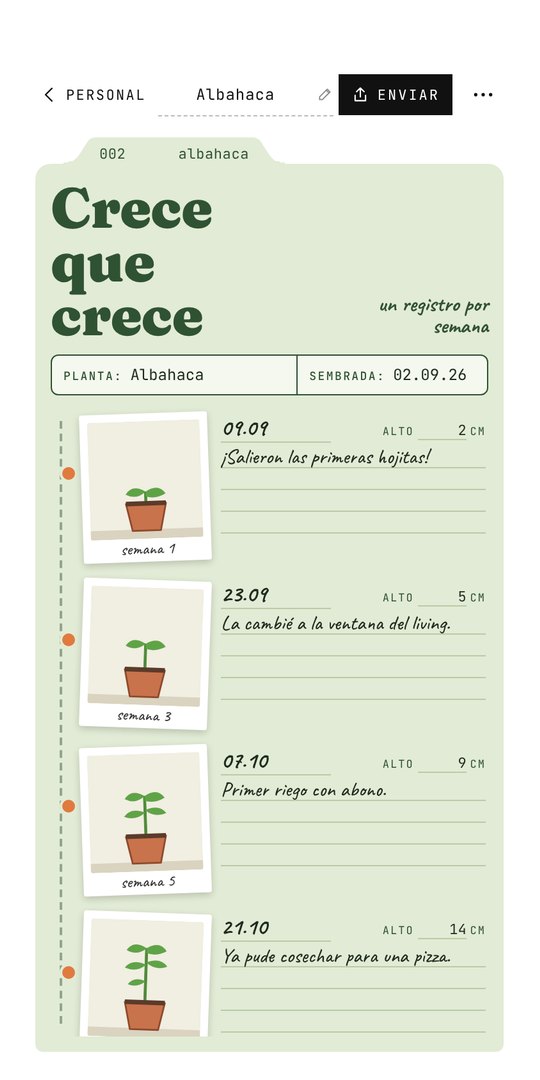 PERSONAL
Albahaca
ENVIAR
002 albahaca
Crece
que
crece
un registro por
semana
PLANTA: Albahaca
SEMBRADA: 02.09.26
09.09 ALTO 2 CM
¡Salieron las primeras hojitas!
semana 1
23.09 ALTO 5 CM
La cambié a la ventana del living.
semana 3
07.10 ALTO 9 CM
Primer riego con abono.
semana 5
21.10 ALTO 14 CM
Ya pude cosechar para una pizza.